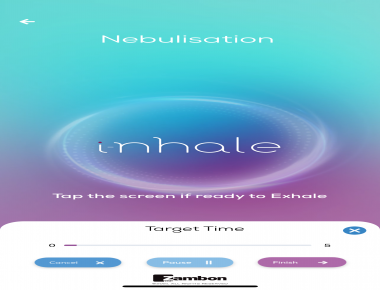 Nebulisation
inhale
Tap the screen if ready to Exhale
Target Time
0 5
Cancel Pause Finish
Zambon